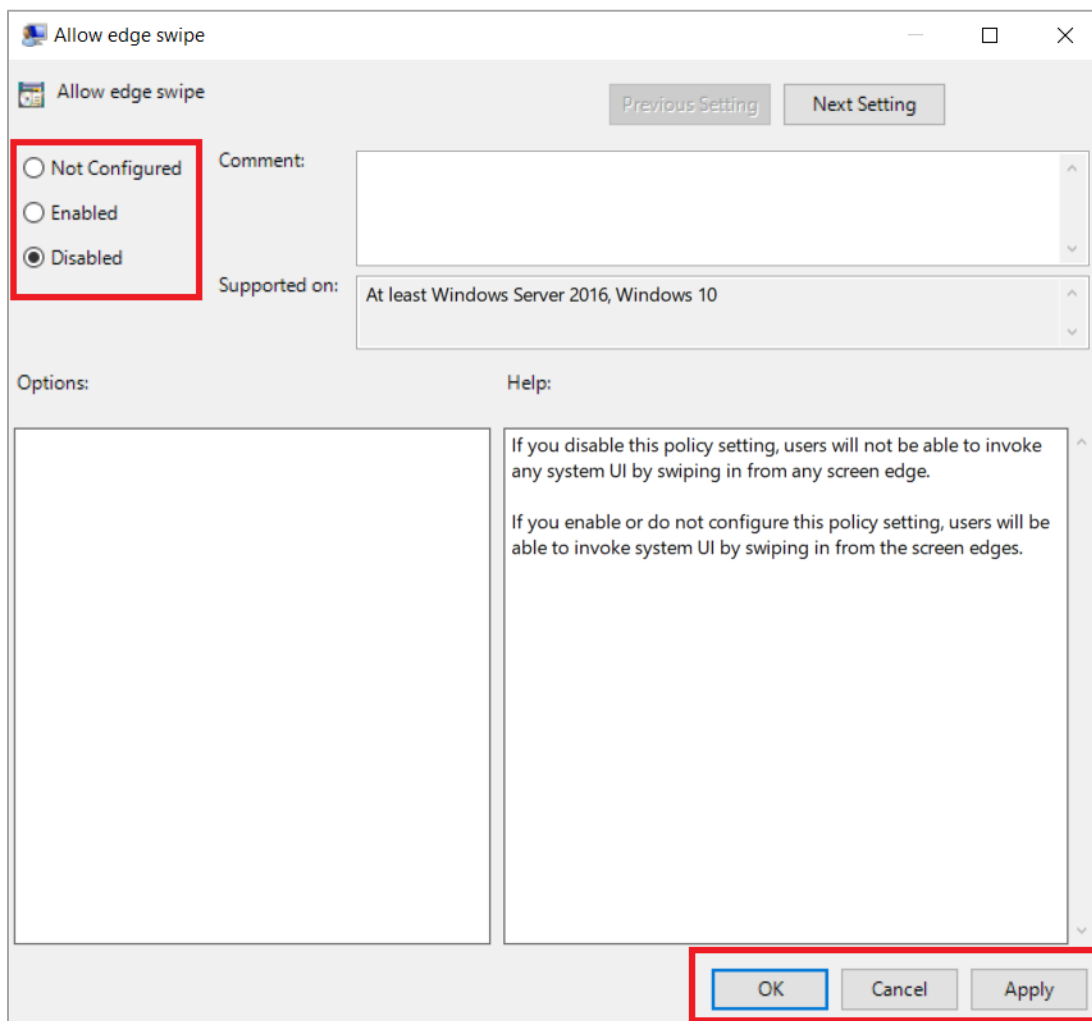 Allow edge swipe
Allow edge swipe
Previous Setting
Next Setting
Not Configured
Enabled
Disabled
Comment:
Supported on:
At least Windows Server 2016, Windows 10
Options:
Help:
If you disable this policy setting, users will not be able to invoke
any system UI by swiping in from any screen edge.
If you enable or do not configure this policy setting, users will be
able to invoke system UI by swiping in from the screen edges.
OK
Cancel
Apply